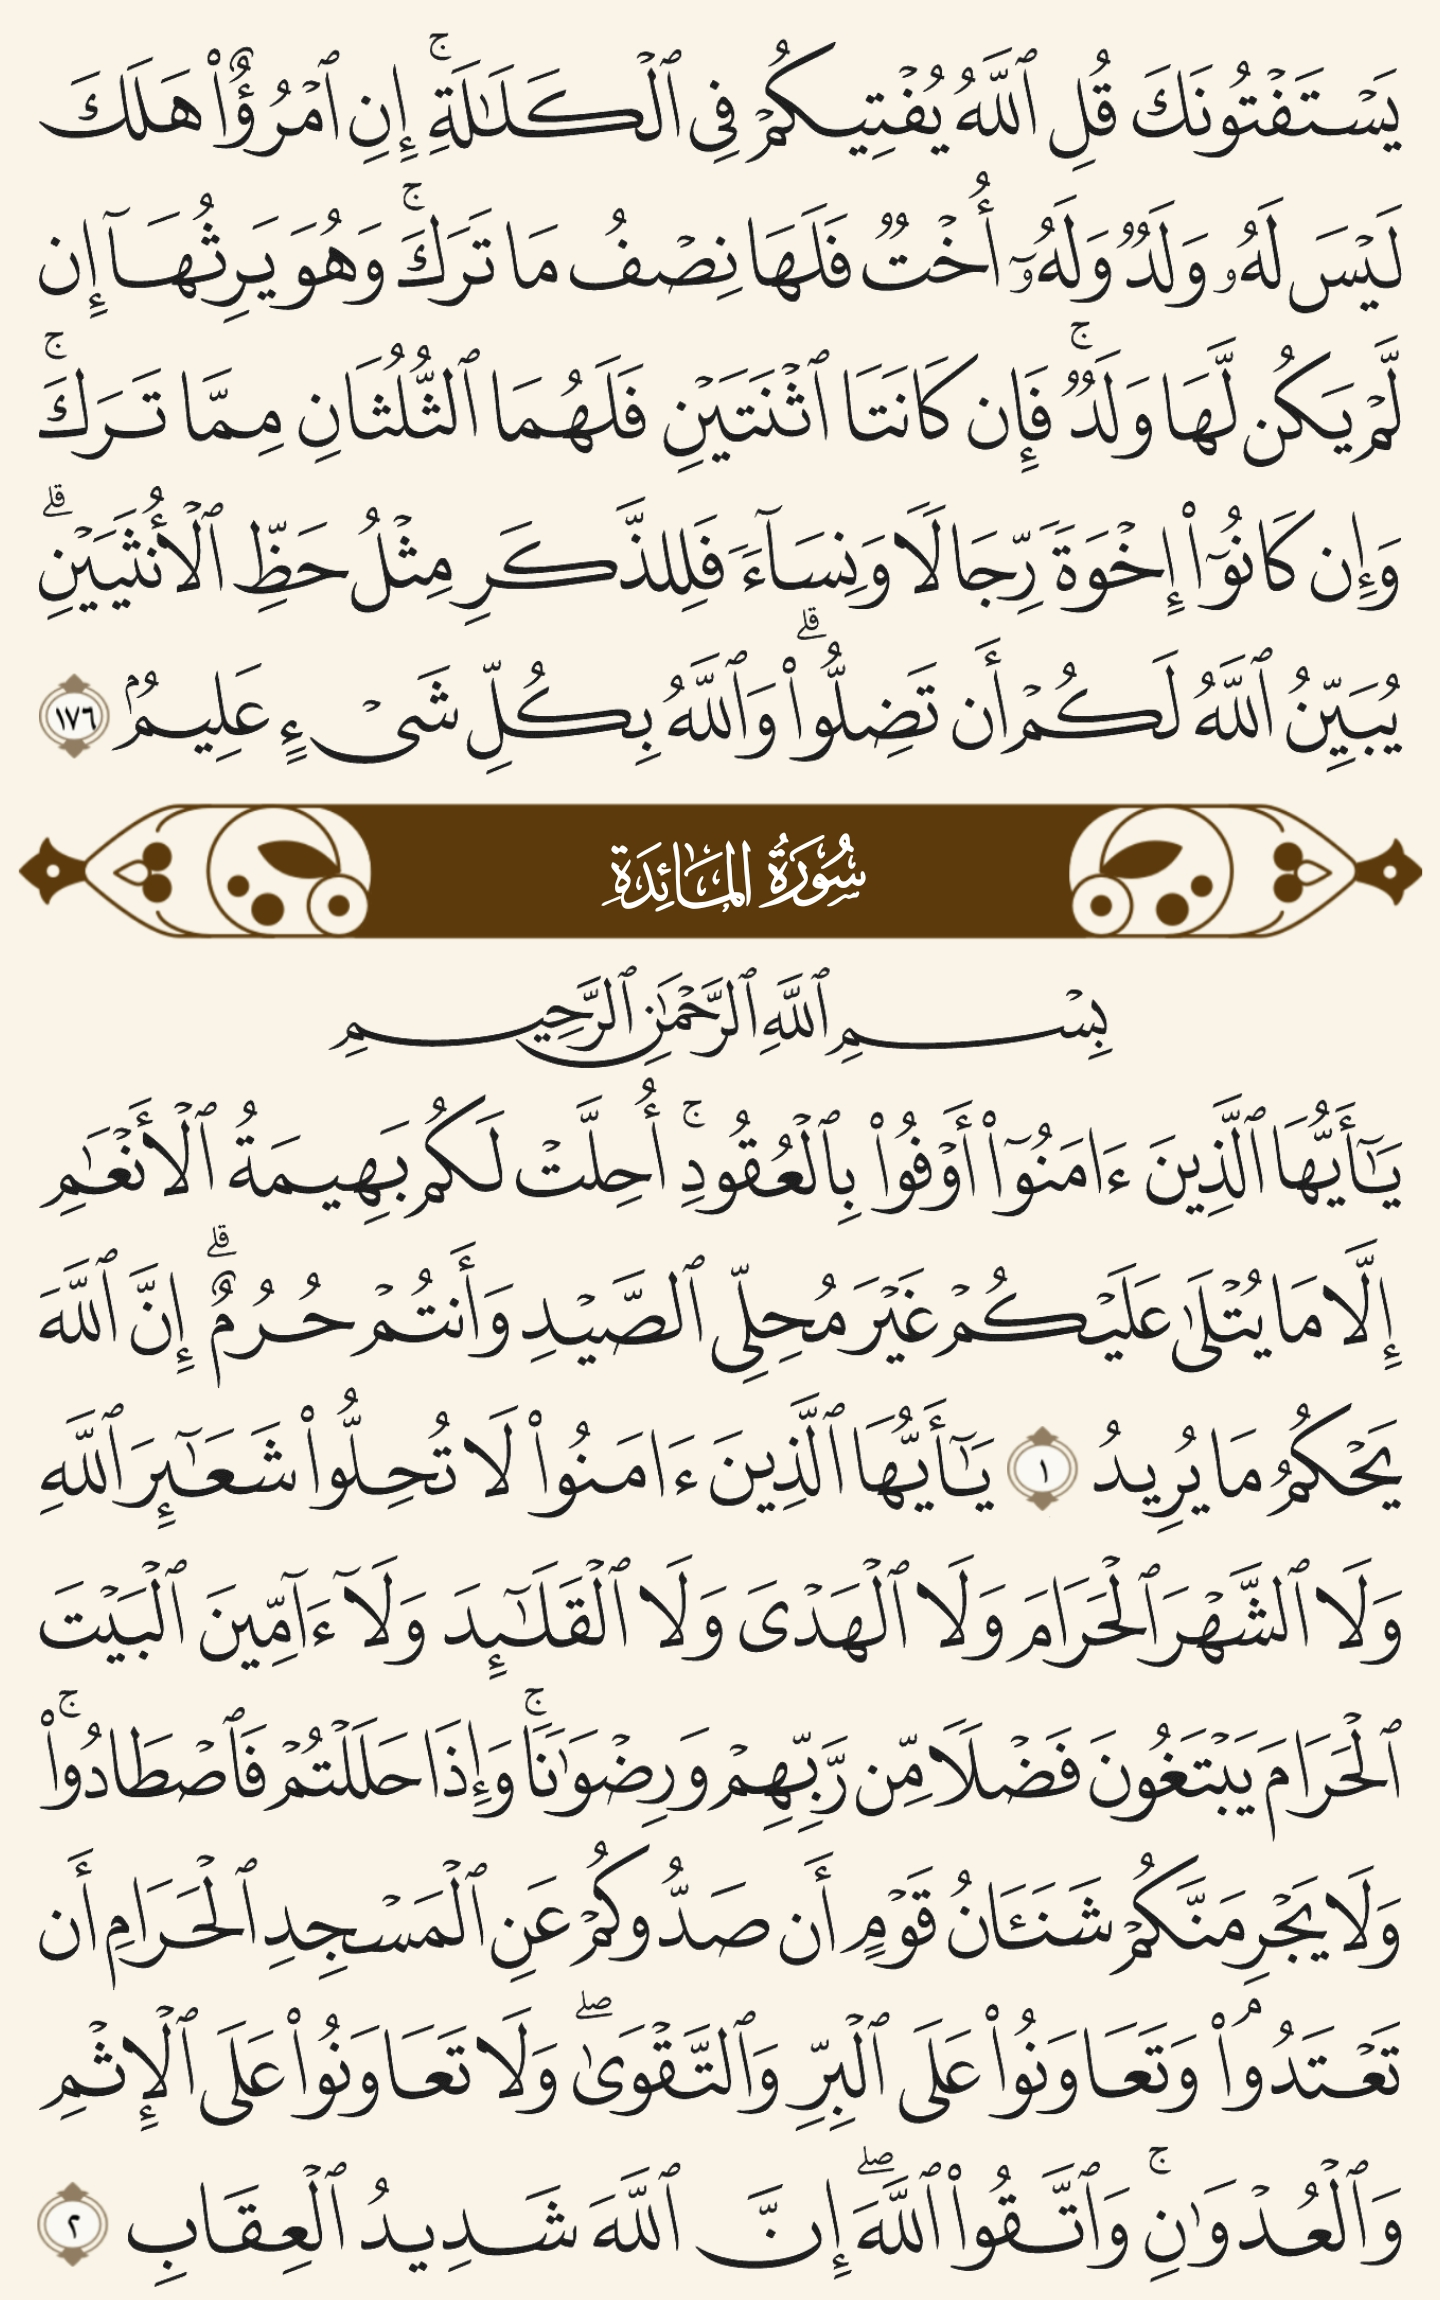 يَسْتَفْتُونَكَ قُلِ ٱللَّهُ يُفْتِيكُمْ فِى ٱلْكَلَـٰلَةِ ۚ إِنِ ٱمْرُؤٌا۟ هَلَكَ
لَيْسَ لَهُۥ وَلَدٌ وَلَهُۥٓ أُخْتٌ فَلَهَا نِصْفُ مَا تَرَكَ ۚ وَهُوَ يَرِثُهَآ إِن
لَّمْ يَكُن لَّهَا وَلَدٌ ۚ فَإِن كَانَتَا ٱثْنَتَيْنِ فَلَهُمَا ٱلثُّلُثَانِ مِمَّا تَرَكَ ۚ
وَإِن كَانُوٓا۟ إِخْوَةً رِّجَالًا وَنِسَآءً فَلِلذَّكَرِ مِثْلُ حَظِّ ٱلْأُنثَيَيْنِ ۗ
يُبَيِّنُ ٱللَّهُ لَكُمْ أَن تَضِلُّوا۟ ۗ وَٱللَّهُ بِكُلِّ شَىْءٍ عَلِيمٌۢ ١٧٦
سُورَةُ المَائِدَةِ
بِسْمِ ٱللَّهِ ٱلرَّحْمَـٰنِ ٱلرَّحِيمِ
يَـٰٓأَيُّهَا ٱلَّذِينَ ءَامَنُوٓا۟ أَوْفُوا۟ بِٱلْعُقُودِ ۚ أُحِلَّتْ لَكُم بَهِيمَةُ ٱلْأَنْعَـٰمِ
إِلَّا مَا يُتْلَىٰ عَلَيْكُمْ غَيْرَ مُحِلِّى ٱلصَّيْدِ وَأَنتُمْ حُرُمٌ ۗ إِنَّ ٱللَّهَ
يَحْكُمُ مَا يُرِيدُ ١ يَـٰٓأَيُّهَا ٱلَّذِينَ ءَامَنُوا۟ لَا تُحِلُّوا۟ شَعَـٰٓئِرَ ٱللَّهِ
وَلَا ٱلشَّهْرَ ٱلْحَرَامَ وَلَا ٱلْهَدْىَ وَلَا ٱلْقَلَـٰٓئِدَ وَلَآ ءَآمِّينَ ٱلْبَيْتَ
ٱلْحَرَامَ يَبْتَغُونَ فَضْلًا مِّن رَّبِّهِمْ وَرِضْوَٰنًا ۚ وَإِذَا حَلَلْتُمْ فَٱصْطَادُوا۟ ۚ
وَلَا يَجْرِمَنَّكُمْ شَنَـَٔانُ قَوْمٍ أَن صَدُّوكُمْ عَنِ ٱلْمَسْجِدِ ٱلْحَرَامِ أَن
تَعْتَدُوا۟ ۘ وَتَعَاوَنُوا۟ عَلَى ٱلْبِرِّ وَٱلتَّقْوَىٰ ۖ وَلَا تَعَاوَنُوا۟ عَلَى ٱلْإِثْمِ
وَٱلْعُدْوَٰنِ ۚ وَٱتَّقُوا۟ ٱللَّهَ ۖ إِنَّ ٱللَّهَ شَدِيدُ ٱلْعِقَابِ ٢